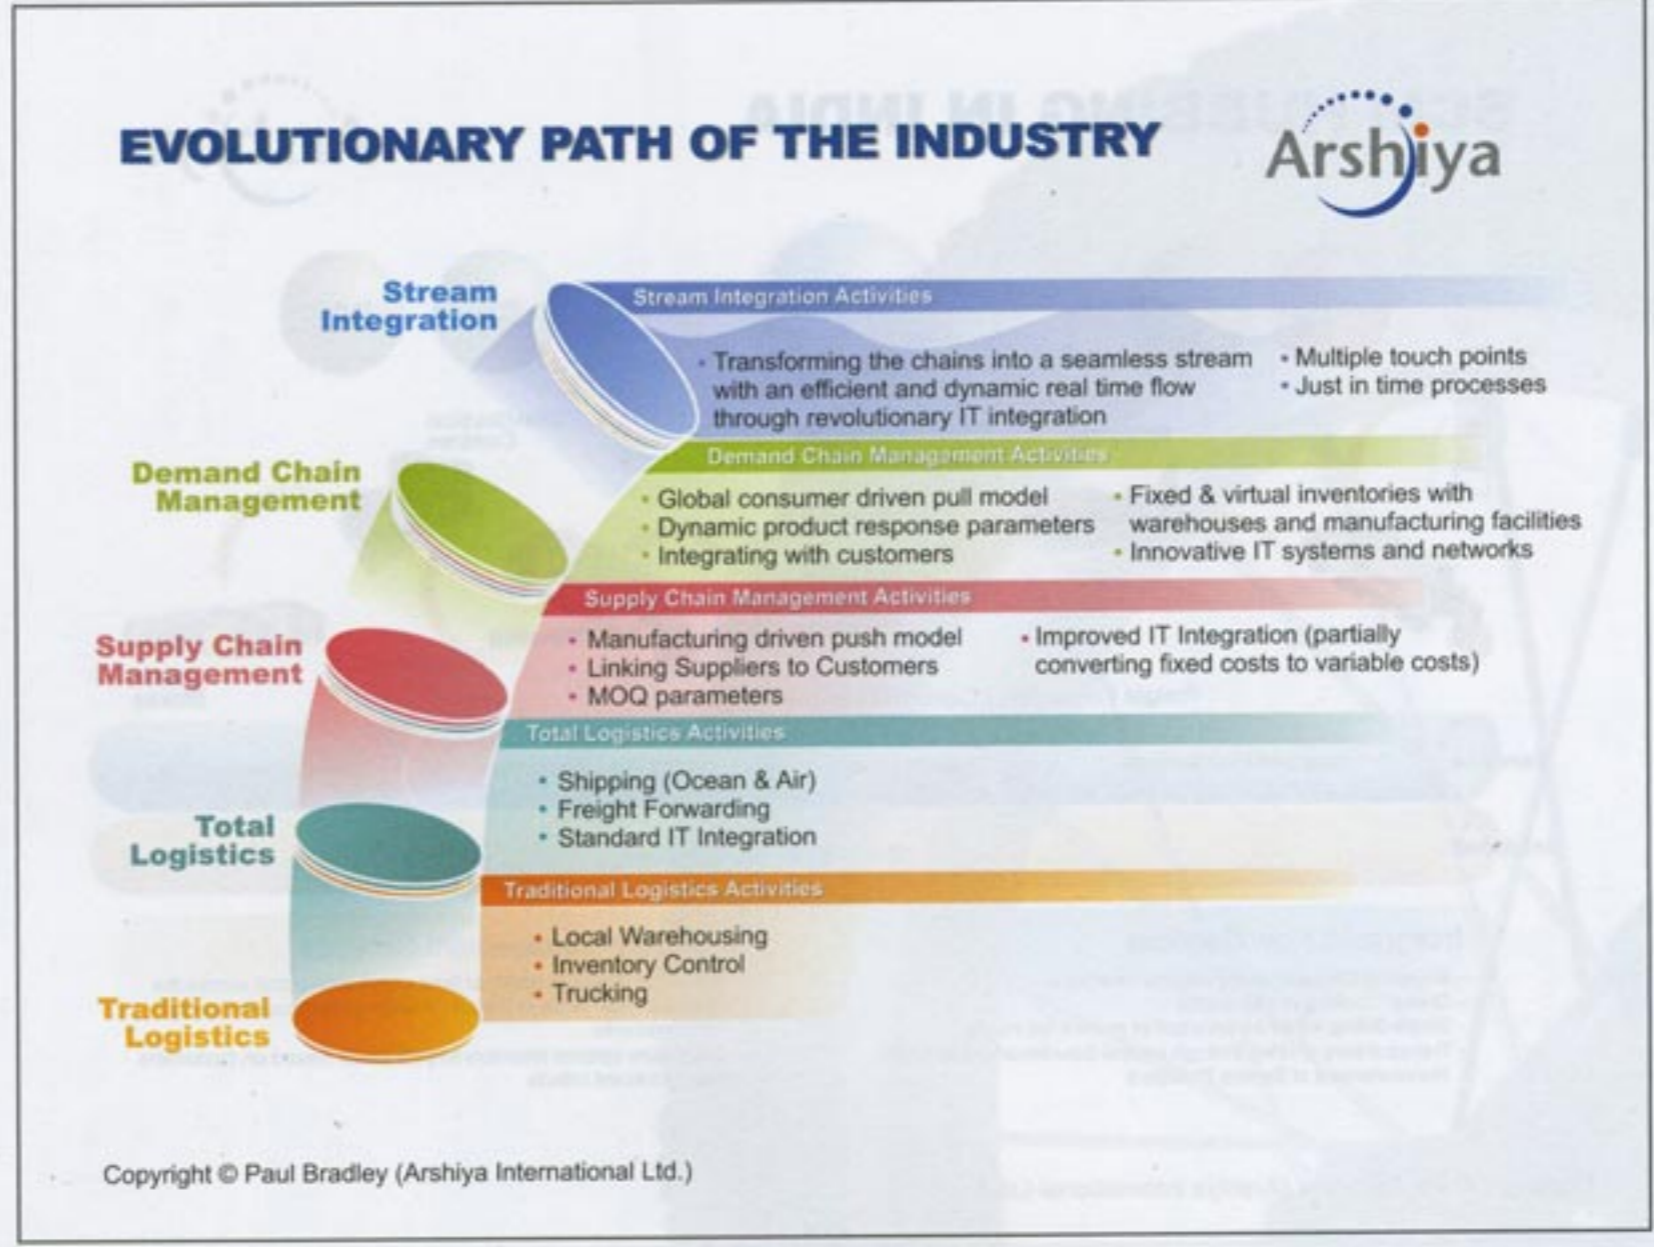 EVOLUTIONARY PATH OF THE INDUSTRY
Arshiya
Stream
Integration
Stream Integration Activities
• Transforming the chains into a seamless stream
with an efficient and dynamic real time flow
through revolutionary IT integration
• Multiple touch points
• Just in time processes
Demand Chain
Management
Demand Chain Management Activities
• Global consumer driven pull model
• Dynamic product response parameters
• Integrating with customers
• Fixed & virtual inventories with
warehouses and manufacturing facilities
• Innovative IT systems and networks
Supply Chain
Management
Supply Chain Management Activities
• Manufacturing driven push model
• Linking Suppliers to Customers
• MOQ parameters
• Improved IT Integration (partially
converting fixed costs to variable costs)
Total
Logistics
Total Logistics Activities
• Shipping (Ocean & Air)
• Freight Forwarding
• Standard IT Integration
Traditional
Logistics
Traditional Logistics Activities
• Local Warehousing
• Inventory Control
• Trucking
Copyright © Paul Bradley (Arshiya International Ltd.)